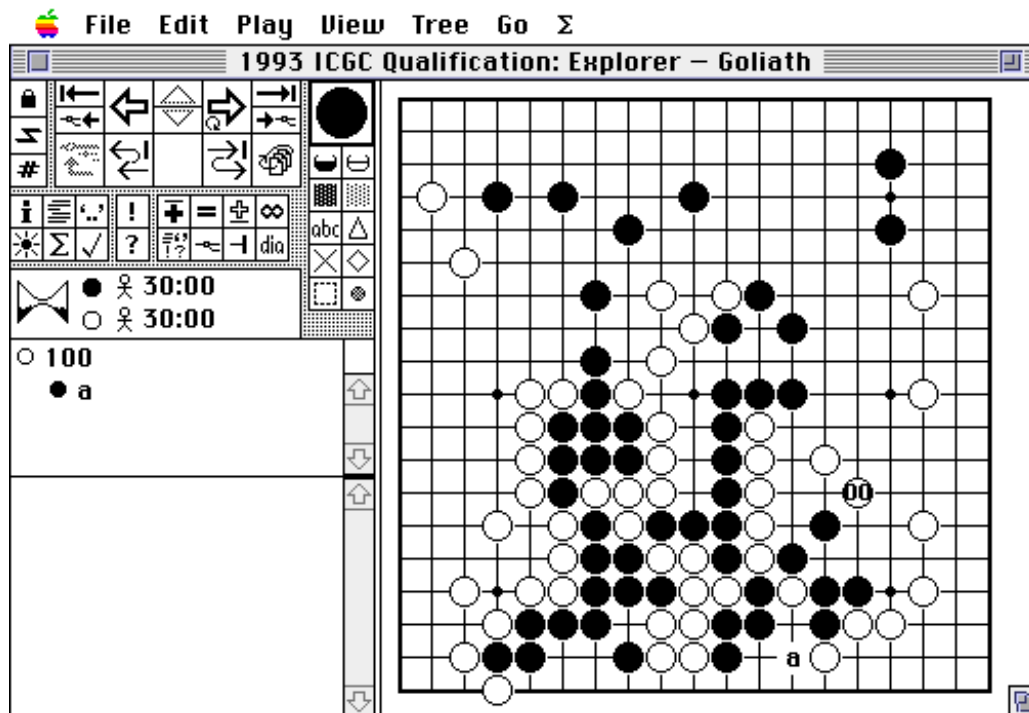 File Edit Play View Tree Go Σ
1993 ICGC Qualification: Explorer – Goliath
#
i ! = ∞
Σ √ ? dia
abc
30:00
30:00
100
a
00
a